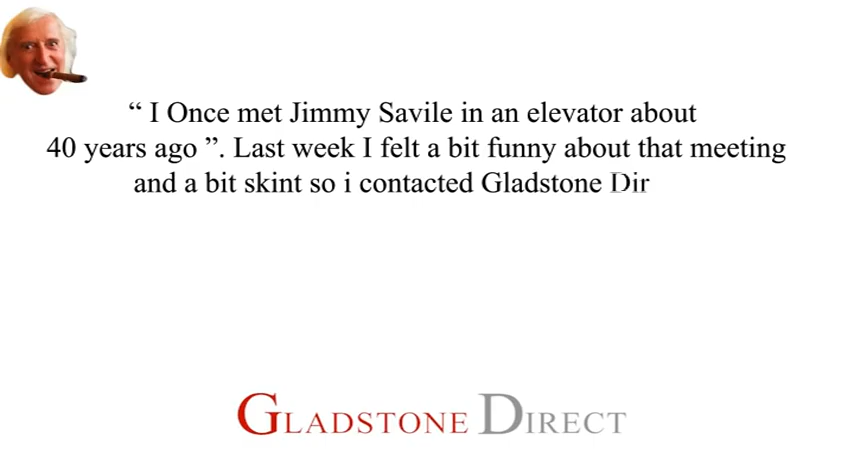 “ I Once met Jimmy Savile in an elevator about
40 years ago ”. Last week I felt a bit funny about that meeting
and a bit skint so i contacted Gladstone Dir
GLADSTONE DIRECT